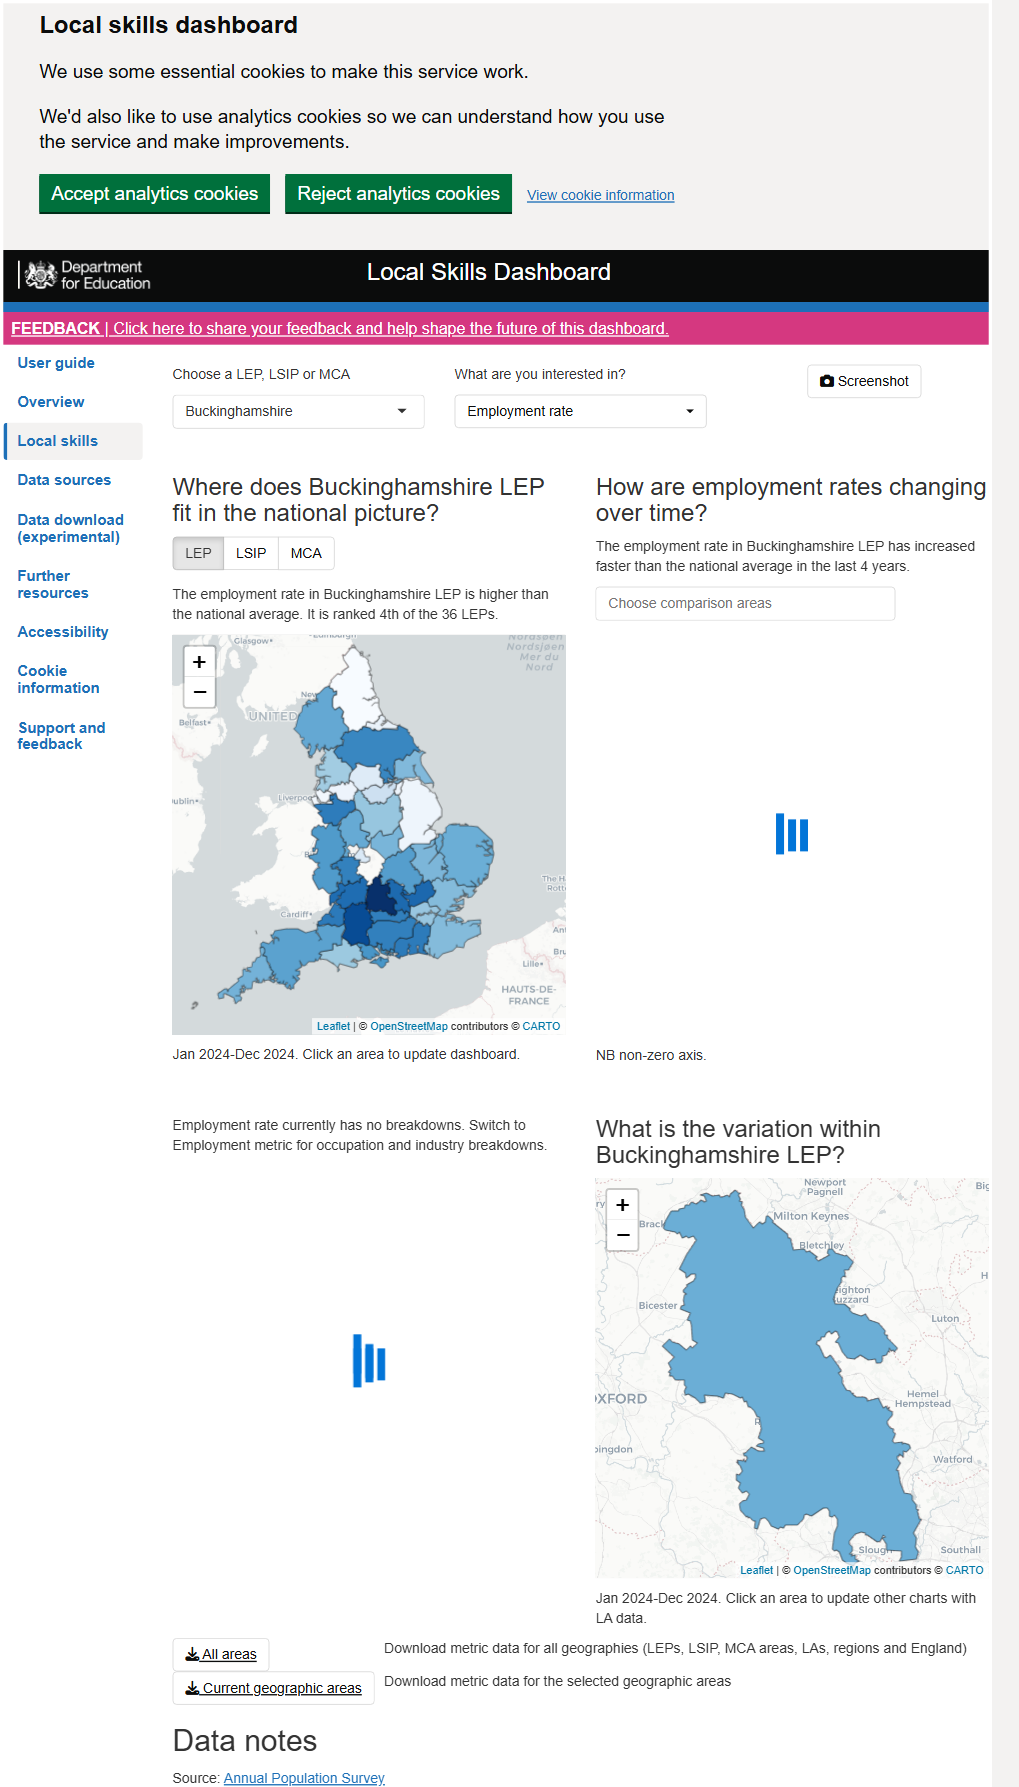 Local skills dashboard
We use some essential cookies to make this service work.
We'd also like to use analytics cookies so we can understand how you use
the service and make improvements.
Accept analytics cookies
Reject analytics cookies
View cookie information
Department
for Education
Local Skills Dashboard
FEEDBACK | Click here to share your feedback and help shape the future of this dashboard.
User guide
Overview
Local skills
Data sources
Data download
(experimental)
Further
resources
Accessibility
Cookie
information
Support and
feedback
Choose a LEP, LSIP or MCA
Buckinghamshire
What are you interested in?
Employment rate
Screenshot
Where does Buckinghamshire LEP
fit in the national picture?
LEP
LSIP
MCA
The employment rate in Buckinghamshire LEP is higher than
the national average. It is ranked 4th of the 36 LEPs.
+
−
Glasgow
Edinburgh
Nordsøen
Nordsjøen
Mer du
Nord
UNITED
Belfast
Liverpoo
Cardiff
Lille
HAUTS-DE-
FRANCE
Leaflet | © OpenStreetMap contributors © CARTO
Jan 2024-Dec 2024. Click an area to update dashboard.
How are employment rates changing
over time?
The employment rate in Buckinghamshire LEP has increased
faster than the national average in the last 4 years.
Choose comparison areas
NB non-zero axis.
Employment rate currently has no breakdowns. Switch to
Employment metric for occupation and industry breakdowns.
What is the variation within
Buckinghamshire LEP?
+
−
Newport
Pagnell
Big
Milton Keynes
Brack
Bletchley
ighton
uzzard
Bicester
Luton
Hemel
Hempstead
OXFORD
bingdon
Watford
Slough
Southall
Leaflet | © OpenStreetMap contributors © CARTO
Jan 2024-Dec 2024. Click an area to update other charts with
LA data.
All areas
Download metric data for all geographies (LEPs, LSIP, MCA areas, LAs, regions and England)
Current geographic areas
Download metric data for the selected geographic areas
Data notes
Source: Annual Population Survey